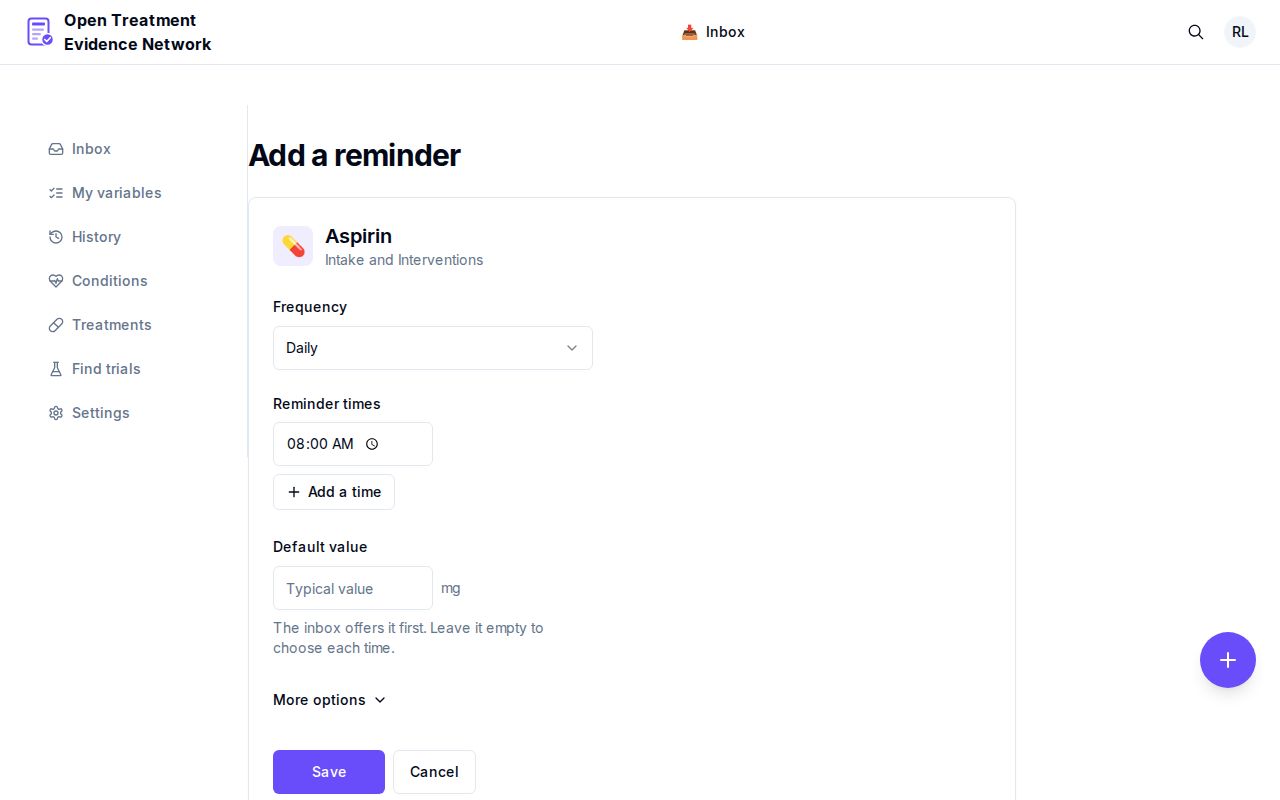 Open Treatment
Evidence Network
Inbox
RL
Inbox
My variables
History
Conditions
Treatments
Find trials
Settings
Add a reminder
Aspirin
Intake and Interventions
Frequency
Daily
Reminder times
08:00 AM
Add a time
Default value
Typical value mg
The inbox offers it first. Leave it empty to
choose each time.
More options
Save
Cancel